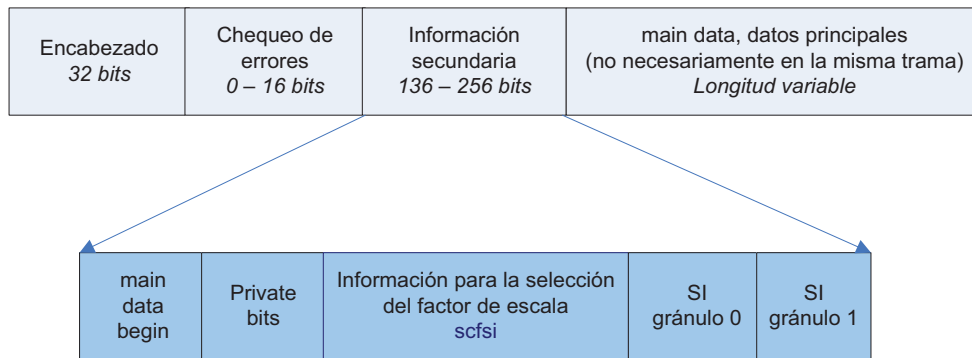 Encabezado
32 bits
Chequeo de
errores
0 – 16 bits
Información
secundaria
136 – 256 bits
main data, datos principales
(no necesariamente en la misma trama)
Longitud variable
main
data
begin
Private
bits
Información para la selección
del factor de escala
scfsi
SI
gránulo 0
SI
gránulo 1